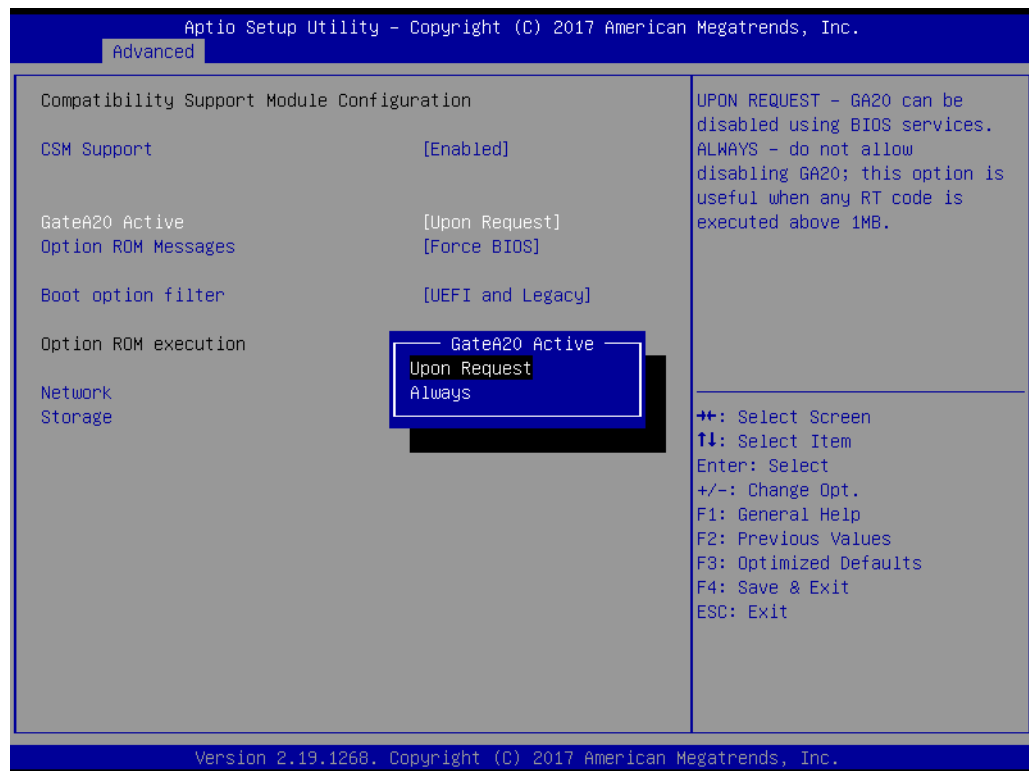 Aptio Setup Utility – Copyright (C) 2017 American Megatrends, Inc.
Advanced
Compatibility Support Module Configuration
CSM Support [Enabled]
GateA20 Active [Upon Request]
Option ROM Messages [Force BIOS]
Boot option filter [UEFI and Legacy]
Option ROM execution
Network
Storage
GateA20 Active
Upon Request
Always
UPON REQUEST – GA20 can be
disabled using BIOS services.
ALWAYS – do not allow
disabling GA20; this option is
useful when any RT code is
executed above 1MB.
→←: Select Screen
↑↓: Select Item
Enter: Select
+/-: Change Opt.
F1: General Help
F2: Previous Values
F3: Optimized Defaults
F4: Save & Exit
ESC: Exit
Version 2.19.1268. Copyright (C) 2017 American Megatrends, Inc.